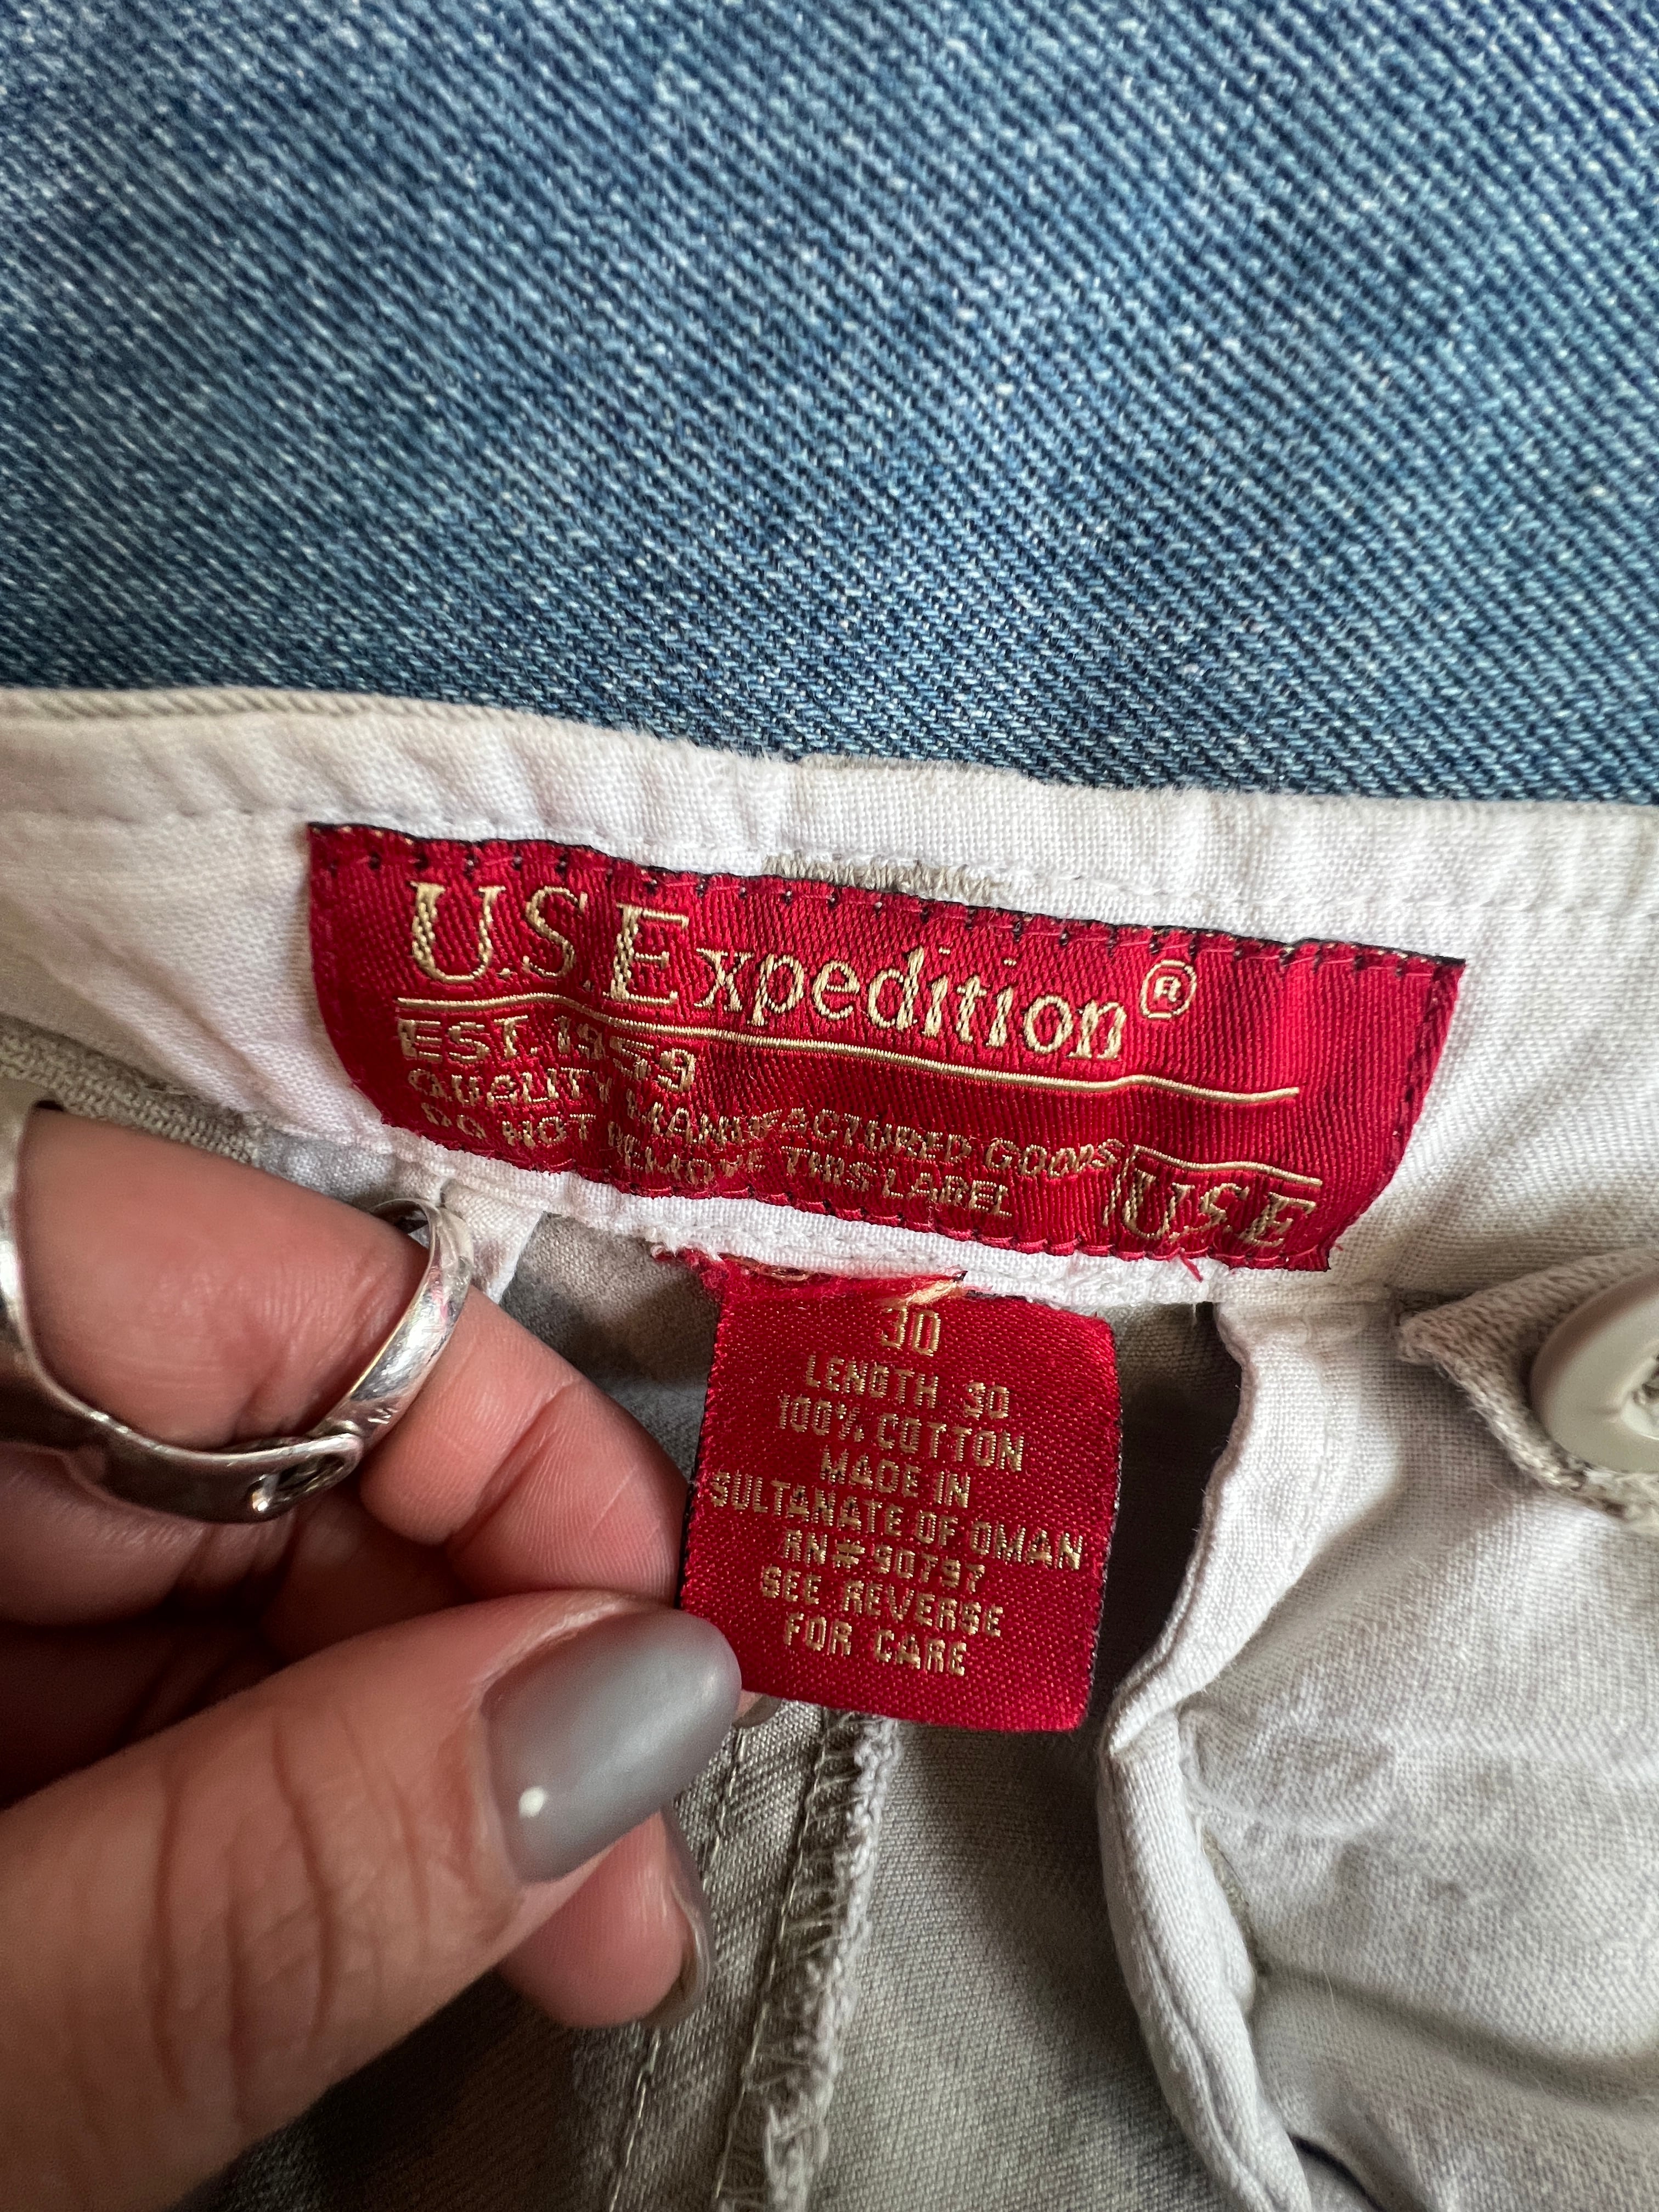 U.S.Expedition®
EST. 1959
QUALITY MANUFACTURED GOODS
DO NOT REMOVE THIS LABEL
U.S.E
30
LENGTH 30
100% COTTON
MADE IN
SULTANATE OF OMAN
RN#90797
SEE REVERSE
FOR CARE